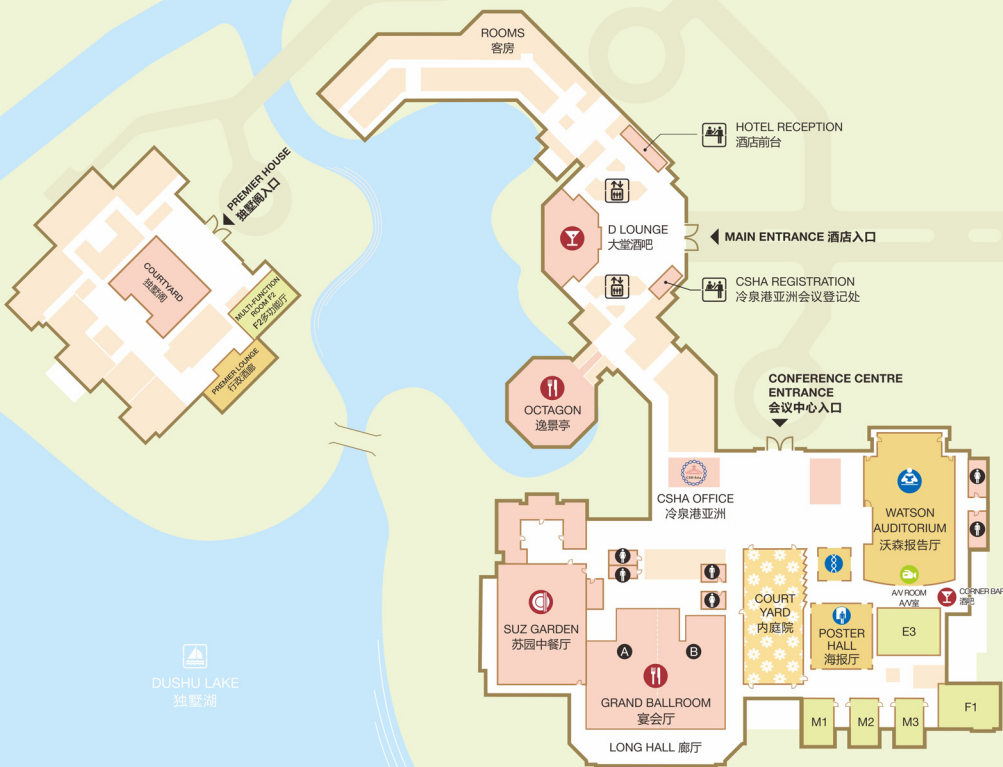 ROOMS
客房
HOTEL RECEPTION
酒店前台
PREMIER HOUSE
独墅阁入口
D LOUNGE
大堂酒吧
MAIN ENTRANCE 酒店入口
COURTYARD
独墅阁
MULTI-FUNCTION
ROOM F2
F2多功能厅
CSHA REGISTRATION
冷泉港亚洲会议登记处
PREMIER LOUNGE
行政酒廊
CONFERENCE CENTRE
ENTRANCE
会议中心入口
OCTAGON
逸景亭
CSHA OFFICE
冷泉港亚洲
WATSON
AUDITORIUM
沃森报告厅
A/V ROOM
A/V室
CORNER BAR
酒吧
COURT
YARD
内庭院
SUZ GARDEN
苏园中餐厅
POSTER
HALL
海报厅
E3
A
B
DUSHU LAKE
独墅湖
GRAND BALLROOM
宴会厅
F1
M1
M2
M3
LONG HALL 廊厅